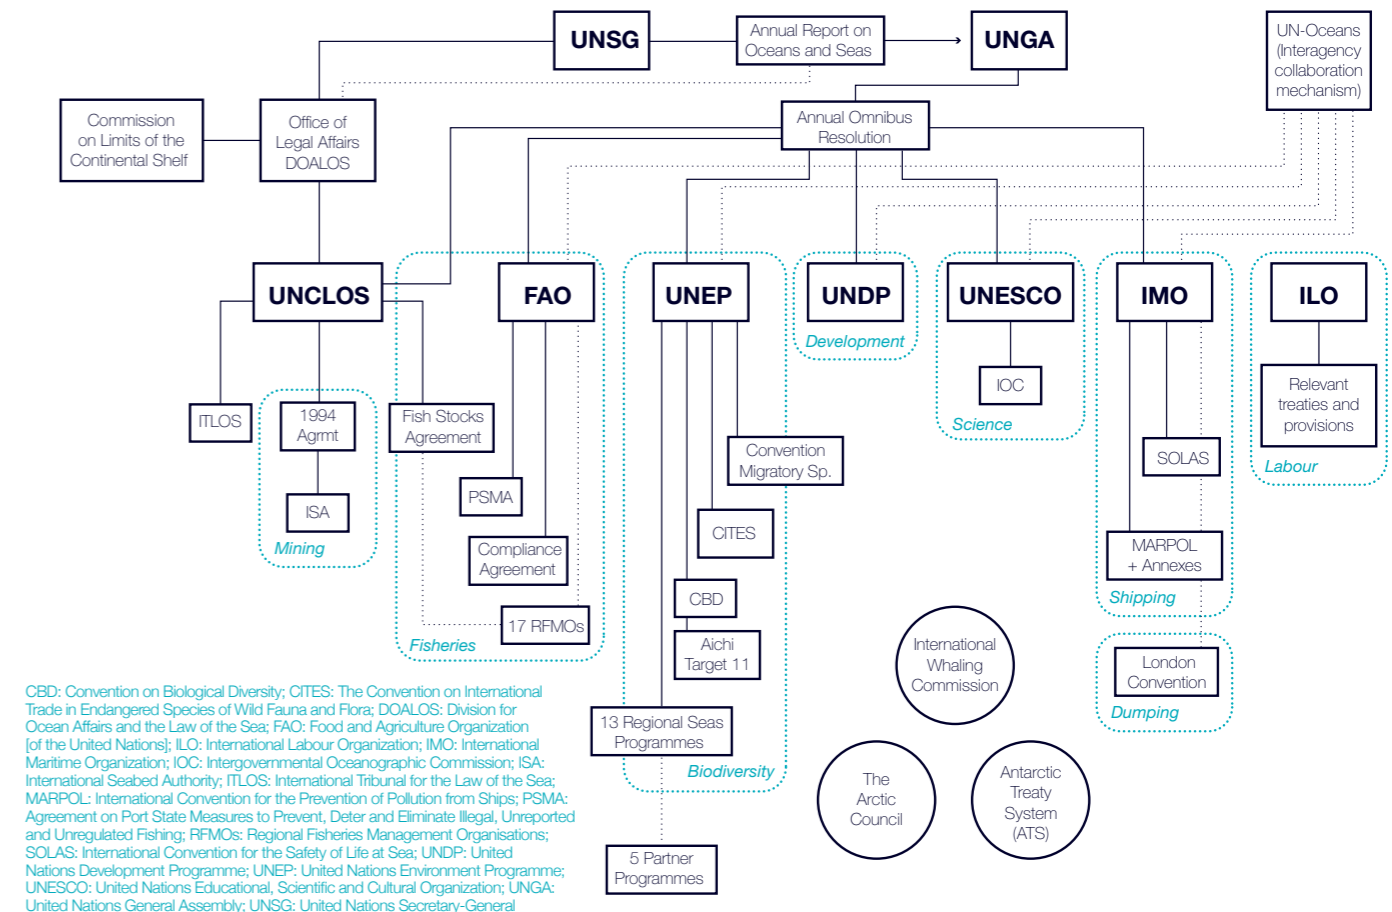 UNSG
Annual Report on
Oceans and Seas
UNGA
UN-Oceans
(Interagency
collaboration
mechanism)
Commission
on Limits of the
Continental Shelf
Office of
Legal Affairs
DOALOS
Annual Omnibus
Resolution
UNCLOS
FAO
UNEP
UNDP
UNESCO
IMO
ILO
Development
ITLOS
1994
Agrmt
ISA
Mining
Fish Stocks
Agreement
PSMA
Compliance
Agreement
17 RFMOs
Fisheries
Convention
Migratory Sp.
CITES
CBD
Aichi
Target 11
13 Regional Seas
Programmes
Biodiversity
5 Partner
Programmes
IOC
Science
SOLAS
MARPOL
+ Annexes
Shipping
London
Convention
Dumping
Relevant
treaties and
provisions
Labour
International
Whaling
Commission
The
Arctic
Council
Antarctic
Treaty
System
(ATS)
CBD: Convention on Biological Diversity; CITES: The Convention on International
Trade in Endangered Species of Wild Fauna and Flora; DOALOS: Division for
Ocean Affairs and the Law of the Sea; FAO: Food and Agriculture Organization
[of the United Nations]; ILO: International Labour Organization; IMO: International
Maritime Organization; IOC: Intergovernmental Oceanographic Commission; ISA:
International Seabed Authority; ITLOS: International Tribunal for the Law of the Sea;
MARPOL: International Convention for the Prevention of Pollution from Ships; PSMA:
Agreement on Port State Measures to Prevent, Deter and Eliminate Illegal, Unreported
and Unregulated Fishing; RFMOs: Regional Fisheries Management Organisations;
SOLAS: International Convention for the Safety of Life at Sea; UNDP: United
Nations Development Programme; UNEP: United Nations Environment Programme;
UNESCO: United Nations Educational, Scientific and Cultural Organization; UNGA:
United Nations General Assembly; UNSG: United Nations Secretary-General